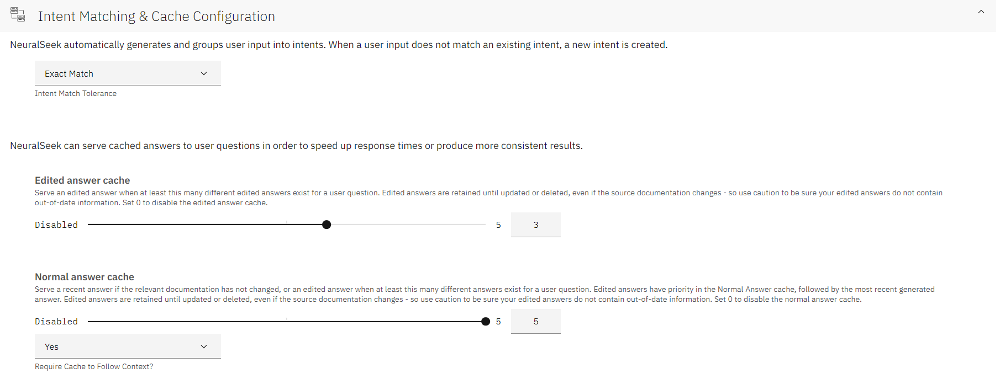 Intent Matching & Cache Configuration
NeuralSeek automatically generates and groups user input into intents. When a user input does not match an existing intent, a new intent is created.
Exact Match
Intent Match Tolerance
NeuralSeek can serve cached answers to user questions in order to speed up response times or produce more consistent results.
Edited answer cache
Serve an edited answer when at least this many different edited answers exist for a user question. Edited answers are retained until updated or deleted, even if the source documentation changes - so use caution to be sure your edited answers do not contain
out-of-date information. Set 0 to disable the edited answer cache.
Disabled 5 3
Normal answer cache
Serve a recent answer if the relevant documentation has not changed, or an edited answer when at least this many different answers exist for a user question. Edited answers have priority in the Normal Answer cache, followed by the most recent generated
answer. Edited answers are retained until updated or deleted, even if the source documentation changes - so use caution to be sure your edited answers do not contain out-of-date information. Set 0 to disable the normal answer cache.
Disabled 5 5
Yes
Require Cache to Follow Context?